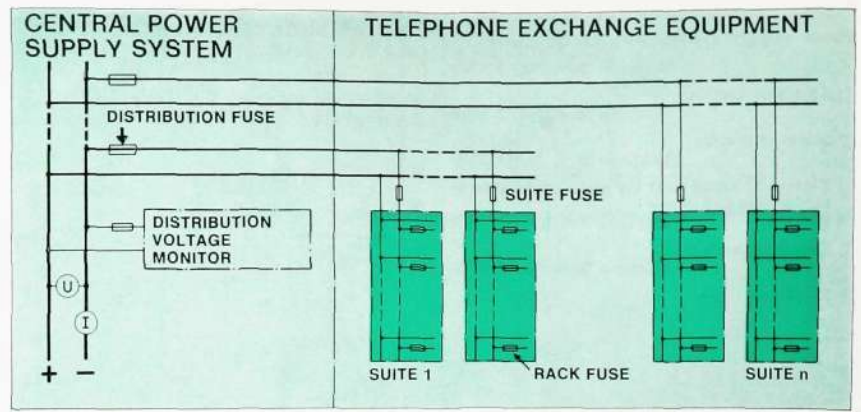 CENTRAL POWER
SUPPLY SYSTEM
TELEPHONE EXCHANGE EQUIPMENT
DISTRIBUTION FUSE
SUITE FUSE
DISTRIBUTION
VOLTAGE
MONITOR
U
I
+ −
SUITE 1
RACK FUSE
SUITE n